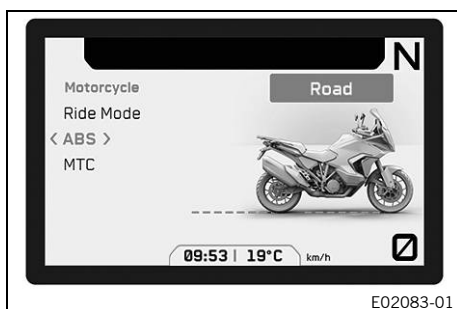 N
Motorcycle Road
Ride Mode
< ABS >
MTC
09:53 | 19°C km/h
0
E02083-01